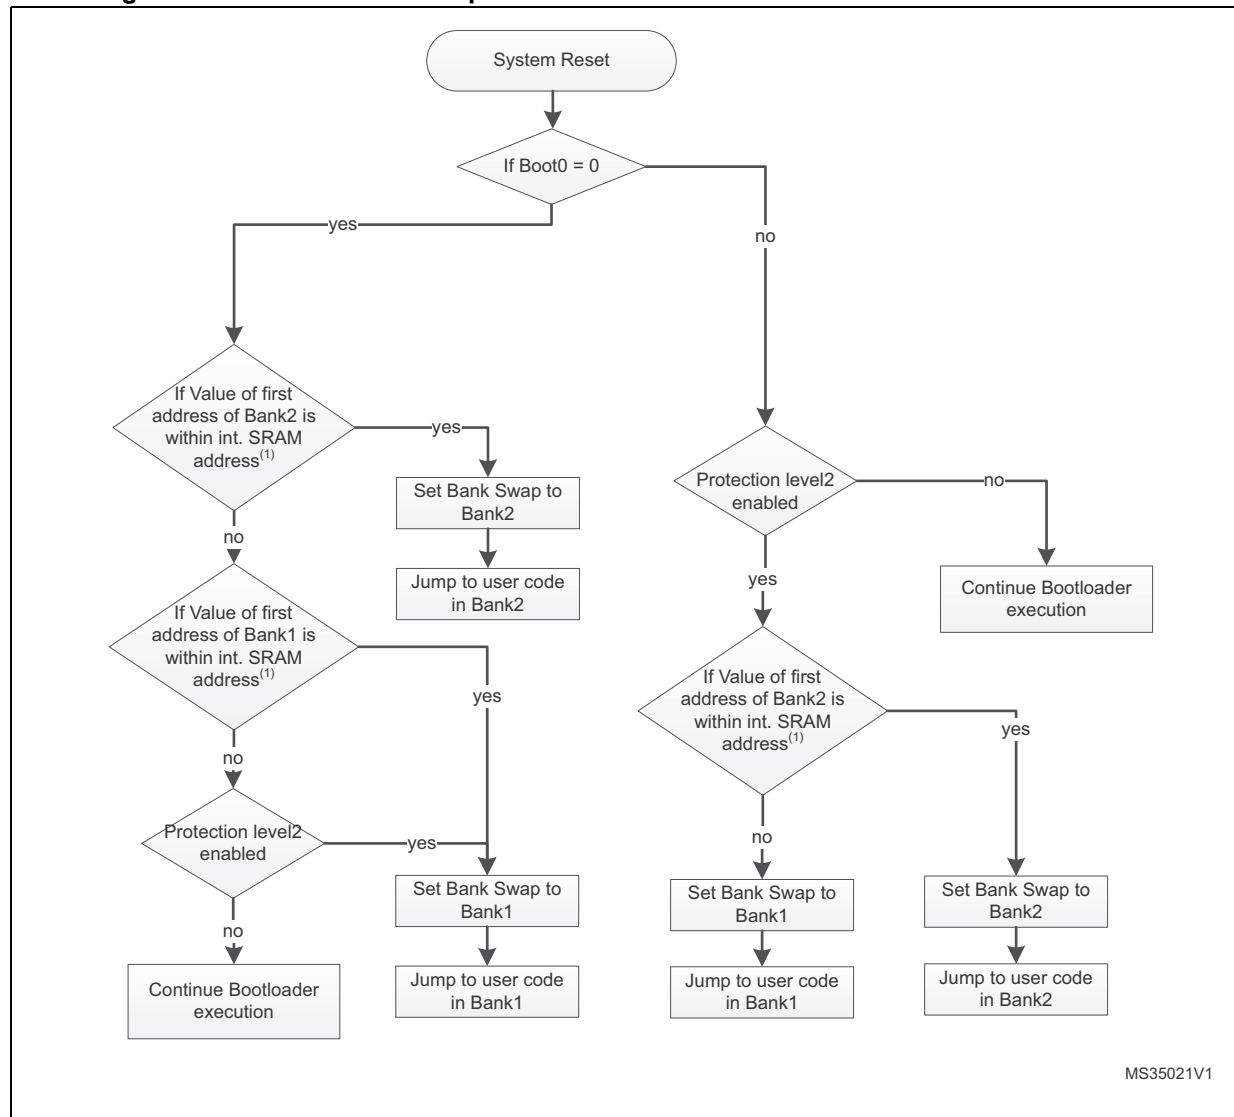 System Reset
If Boot0 = 0
yes
no
If Value of first
address of Bank2 is
within int. SRAM
address(1)
yes
Set Bank Swap to
Bank2
Jump to user code
in Bank2
no
If Value of first
address of Bank1 is
within int. SRAM
address(1)
yes
no
Protection level2
enabled
yes
Set Bank Swap to
Bank1
Jump to user code
in Bank1
no
Continue Bootloader
execution
Protection level2
enabled
no
Continue Bootloader
execution
yes
If Value of first
address of Bank2 is
within int. SRAM
address(1)
yes
no
Set Bank Swap to
Bank1
Jump to user code
in Bank1
Set Bank Swap to
Bank2
Jump to user code
in Bank2
MS35021V1